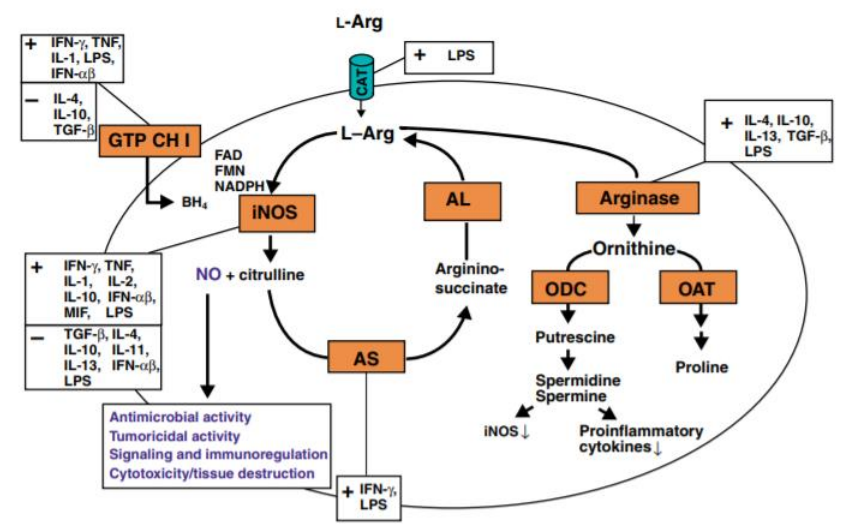 L-Arg
+ LPS
CAT
+ IFN-γ, TNF,
IL-1, LPS,
IFN-αβ
− IL-4,
IL-10,
TGF-β
GTP CH I
BH₄
L–Arg
FAD
FMN
NADPH
iNOS
AL
+ IL-4, IL-10,
IL-13, TGF-β,
LPS
Arginase
Ornithine
ODC
OAT
Putrescine
Proline
Spermidine
Spermine
iNOS↓
Proinflammatory
cytokines↓
NO + citrulline
Arginino-
succinate
AS
+ IFN-γ, TNF,
IL-1, IL-2,
IL-10, IFN-αβ,
MIF, LPS
− TGF-β, IL-4,
IL-10, IL-11,
IL-13, IFN-αβ,
LPS
Antimicrobial activity
Tumoricidal activity
Signaling and immunoregulation
Cytotoxicity/tissue destruction
+ IFN-γ,
LPS